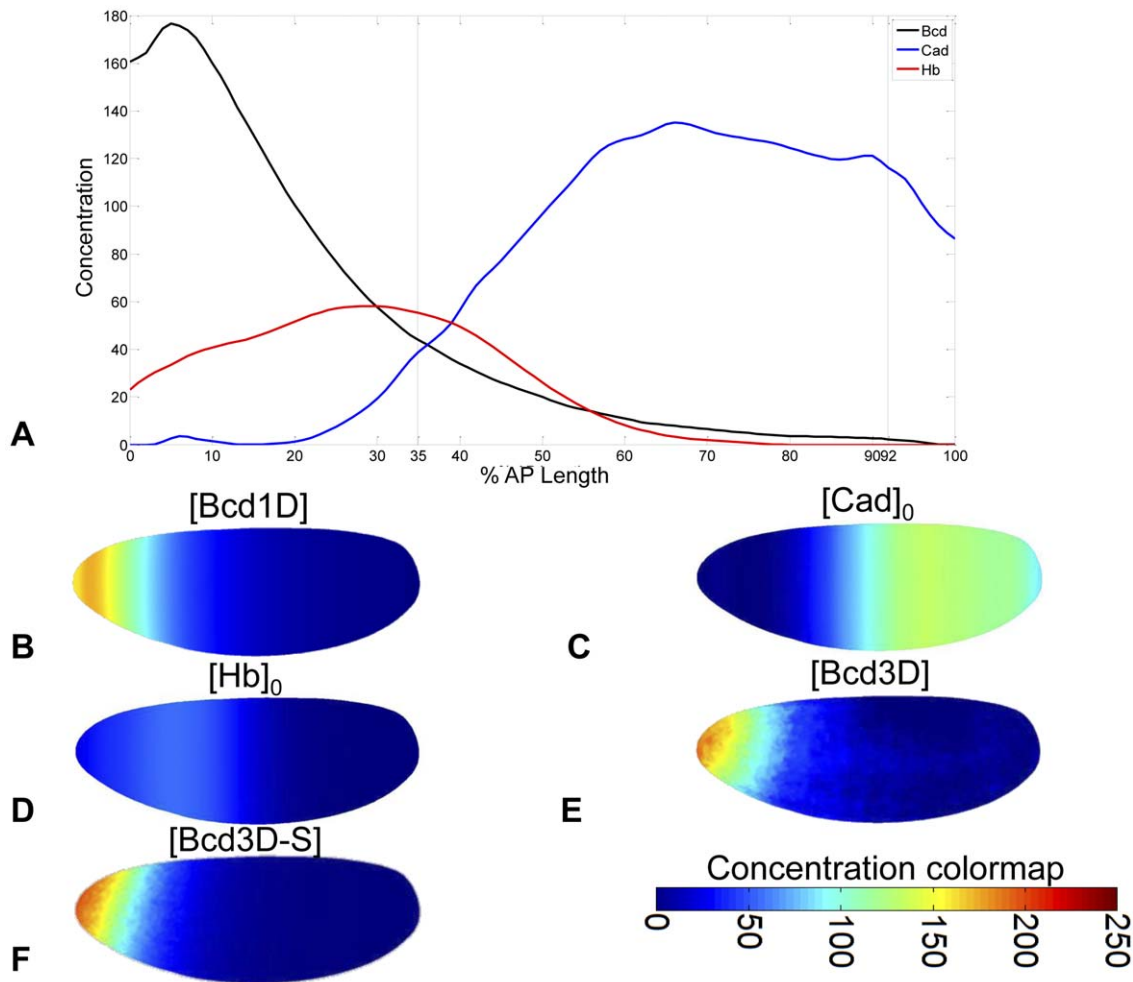 180
160
140
120
100
80
60
40
20
0
Concentration
Bcd
Cad
Hb
0 10 20 30 35 40 50 60 70 80 9092 100
% AP Length
A
[Bcd1D]
B
[Cad]0
C
[Hb]0
D
[Bcd3D]
E
[Bcd3D-S]
F
Concentration colormap
0 50 100 150 200 250